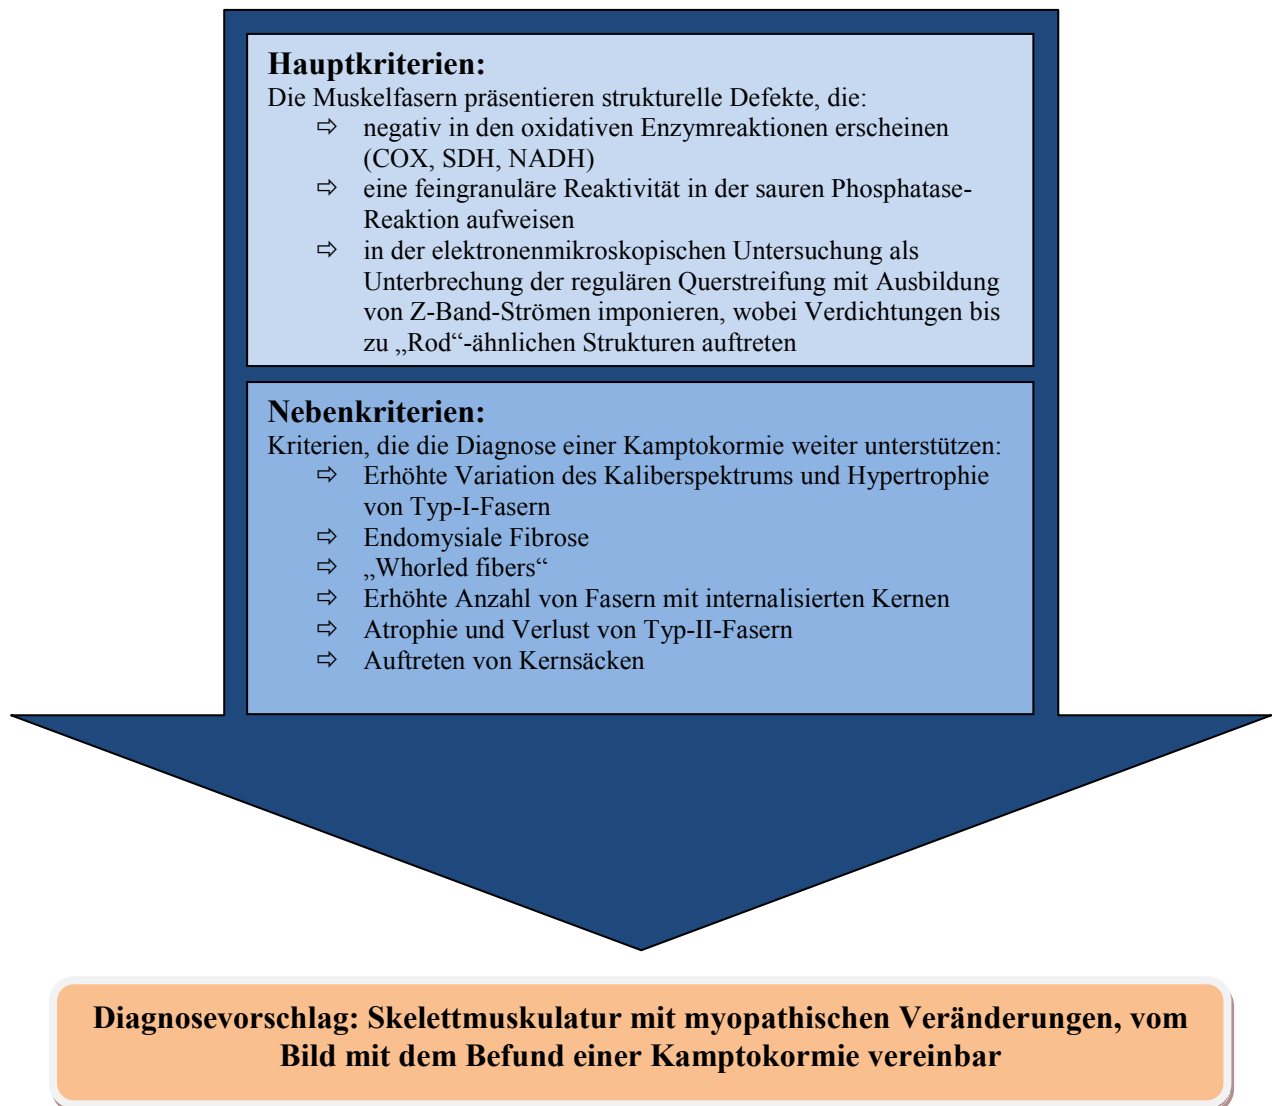 Hauptkriterien:
Die Muskelfasern präsentieren strukturelle Defekte, die:
⇨ negativ in den oxidativen Enzymreaktionen erscheinen
(COX, SDH, NADH)
⇨ eine feingranuläre Reaktivität in der sauren Phosphatase-
Reaktion aufweisen
⇨ in der elektronenmikroskopischen Untersuchung als
Unterbrechung der regulären Querstreifung mit Ausbildung
von Z-Band-Strömen imponieren, wobei Verdichtungen bis
zu „Rod“-ähnlichen Strukturen auftreten
Nebenkriterien:
Kriterien, die die Diagnose einer Kamptokormie weiter unterstützen:
⇨ Erhöhte Variation des Kaliberspektrums und Hypertrophie
von Typ-I-Fasern
⇨ Endomysiale Fibrose
⇨ „Whorled fibers“
⇨ Erhöhte Anzahl von Fasern mit internalisierten Kernen
⇨ Atrophie und Verlust von Typ-II-Fasern
⇨ Auftreten von Kernsäcken
Diagnosevorschlag: Skelettmuskulatur mit myopathischen Veränderungen, vom
Bild mit dem Befund einer Kamptokormie vereinbar